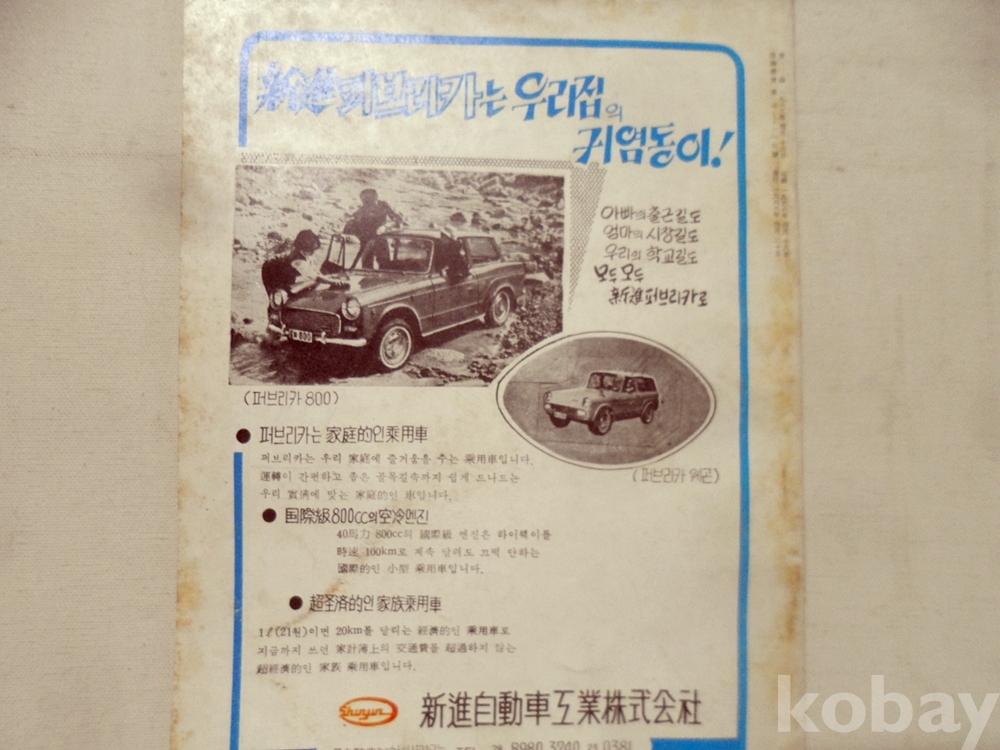 新進퍼브리카는 우리집의
귀염동이!
아빠의 출근길도
엄마의 시장길도
우리의 학교길도
모두모두
新進퍼브리카로
(퍼브리카 800)
(퍼브리카 웨곤)
● 퍼브리카는 家庭的인 乘用車
퍼브리카는 우리 家庭에 즐거움을 주는 乘用車입니다.
運轉이 간편하고 좁은 골목길속까지 쉽게 드나드는
우리 實情에 맞는 家庭的인 車입니다.
● 国際級 800cc의 空冷엔진
40馬力 800cc의 國際級 엔진은 하이웨이를
時速 100km로 계속 달려도 끄떡 안하는
國際的인 小型 乘用車입니다.
● 超圣済的인 家族乘用車
1ℓ(21원)이면 20km를 달리는 經濟的인 乘用車로
지금까지 쓰던 家計簿上의 交通費를 超過하지 않는
超經濟的인 家族 乘用車입니다.
Shinjin 新進自動車工業株式会社
TEL 8980 3240 0381
kobay